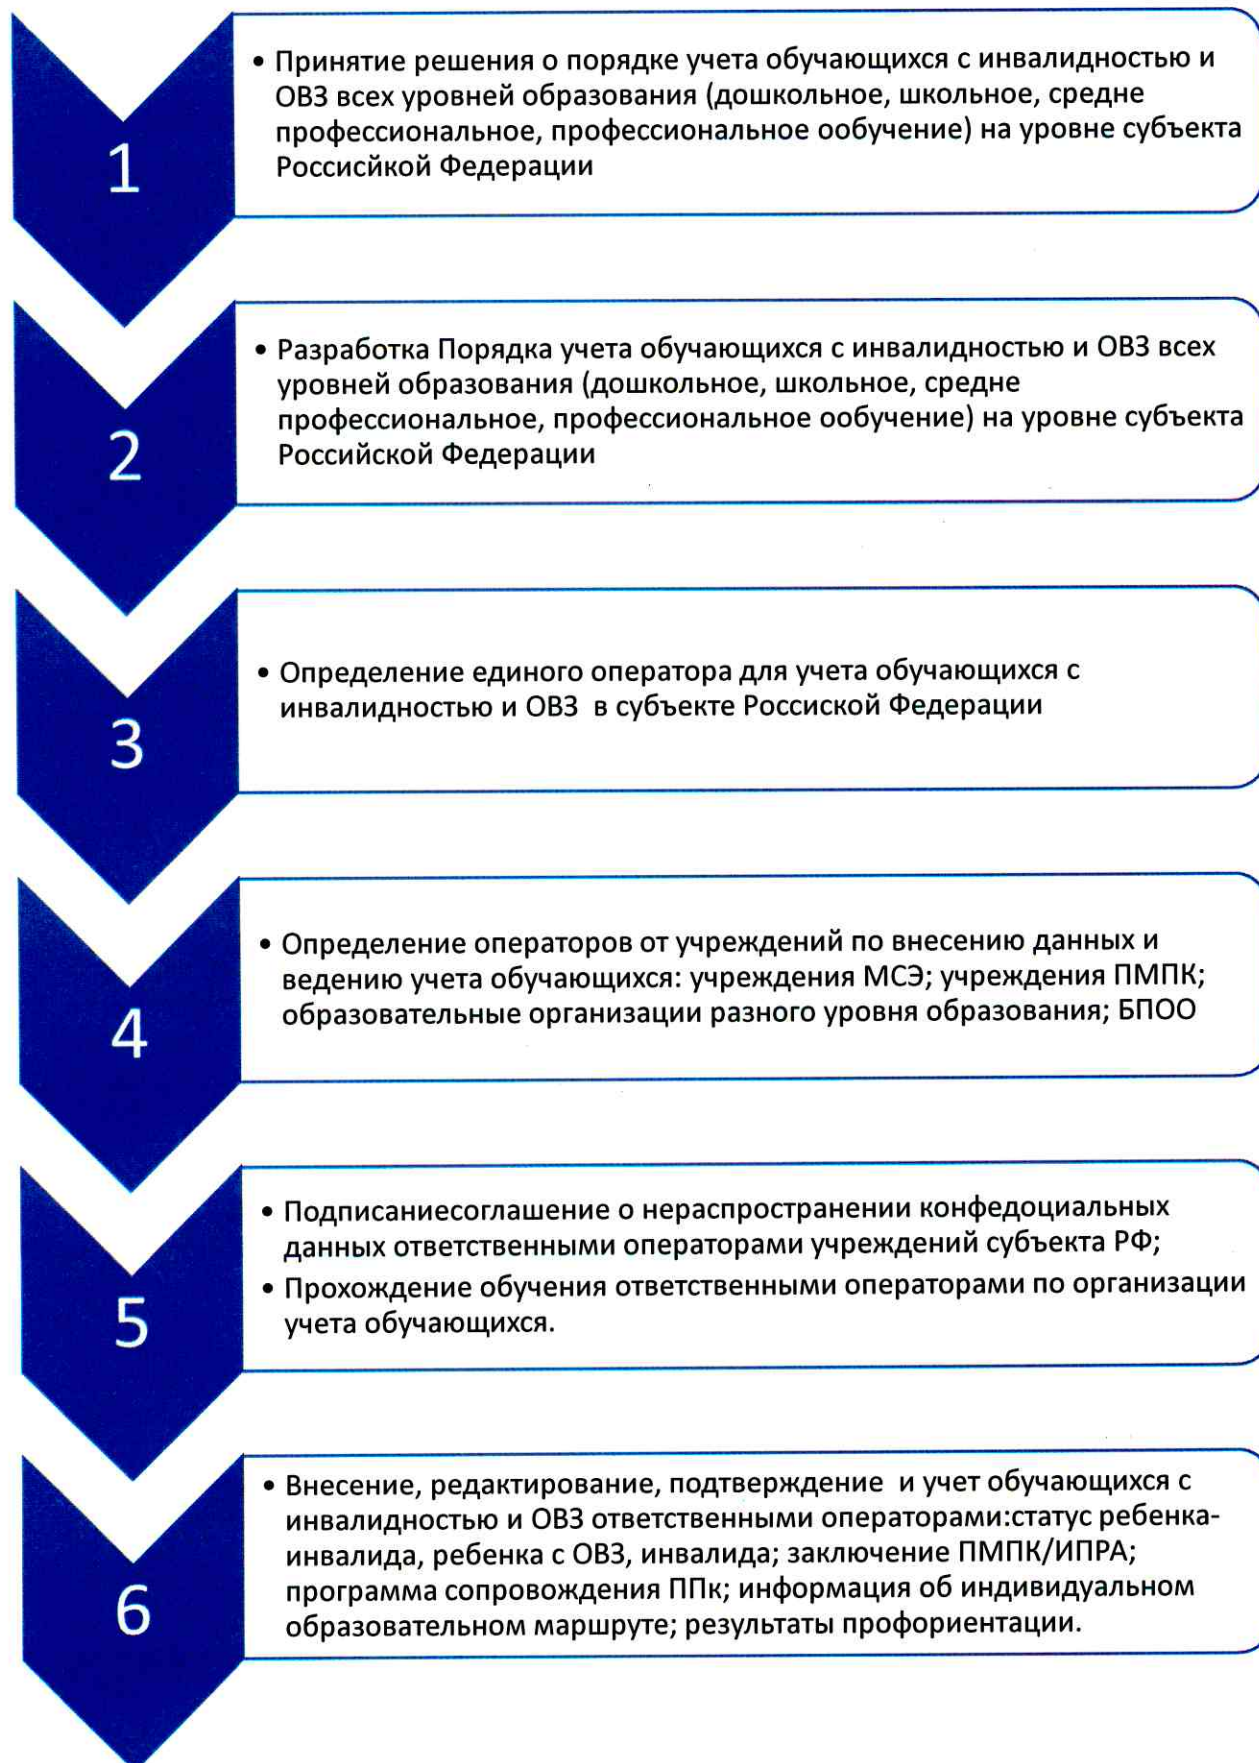 1
• Принятие решения о порядке учета обучающихся с инвалидностью и
ОВЗ всех уровней образования (дошкольное, школьное, средне
профессиональное, профессиональное ообучение) на уровне субъекта
Россисйкой Федерации
2
• Разработка Порядка учета обучающихся с инвалидностью и ОВЗ всех
уровней образования (дошкольное, школьное, средне
профессиональное, профессиональное ообучение) на уровне субъекта
Российской Федерации
3
• Определение единого оператора для учета обучающихся с
инвалидностью и ОВЗ в субъекте Россиской Федерации
4
• Определение операторов от учреждений по внесению данных и
ведению учета обучающихся: учреждения МСЭ; учреждения ПМПК;
образовательные организации разного уровня образования; БПОО
5
• Подписаниесоглашение о нераспространении конфедоциальных
данных ответственными операторами учреждений субъекта РФ;
• Прохождение обучения ответственными операторами по организации
учета обучающихся.
6
• Внесение, редактирование, подтверждение и учет обучающихся с
инвалидностью и ОВЗ ответственными операторами:статус ребенка-
инвалида, ребенка с ОВЗ, инвалида; заключение ПМПК/ИПРА;
программа сопровождения ППк; информация об индивидуальном
образовательном маршруте; результаты профориентации.